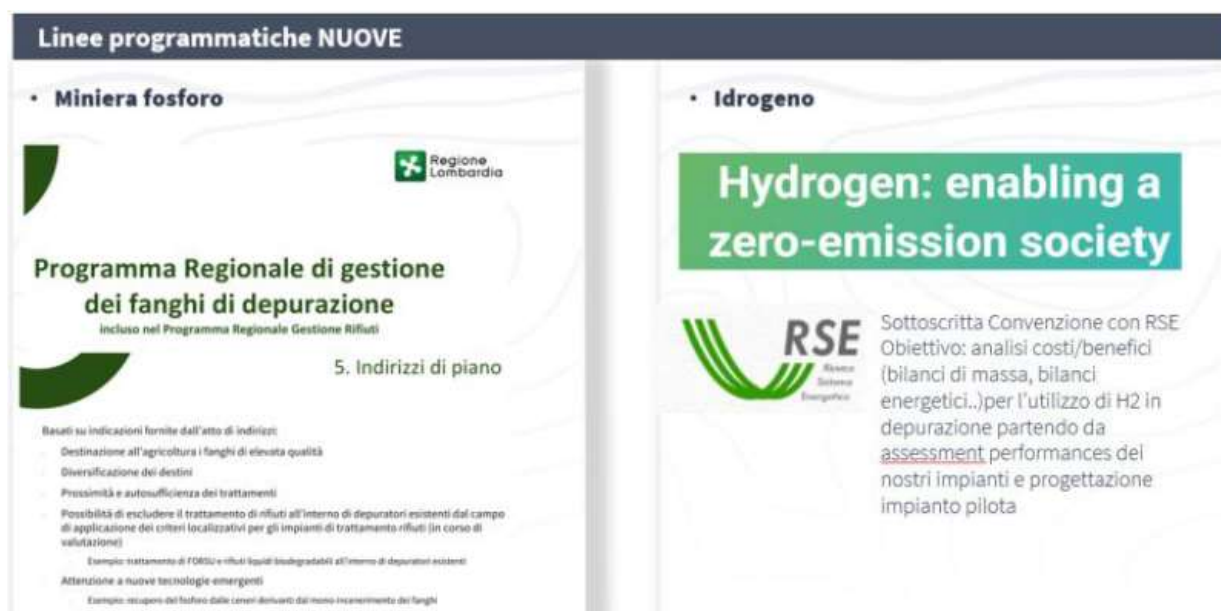 Linee programmatiche NUOVE
• Miniera fosforo
Regione
Lombardia
Programma Regionale di gestione
dei fanghi di depurazione
incluso nel Programma Regionale Gestione Rifiuti
5. Indirizzi di piano
Basati su indicazioni fornite dall'atto di indirizzi:
Destinazione all'agricoltura i fanghi di elevata qualità
Diversificazione dei destini
Prossimità e autosufficienza dei trattamenti
Possibilità di escludere il trattamento di rifiuti all'interno di depuratori esistenti dal campo
di applicazione dei criteri localizzativi per gli impianti di trattamento rifiuti (in corso di
valutazione)
Esempio: trattamento di FORSU e rifiuti liquidi biodegradabili all'interno di depuratori esistenti
Attenzione a nuove tecnologie emergenti
Esempio: recupero del fosforo dalle ceneri derivanti dal mono incenerimento dei fanghi
• Idrogeno
Hydrogen: enabling a
zero-emission society
RSE
Ricerca
Sistema
Energetico
Sottoscritta Convenzione con RSE
Obiettivo: analisi costi/benefici
(bilanci di massa, bilanci
energetici..)per l'utilizzo di H2 in
depurazione partendo da
assessment performances dei
nostri impianti e progettazione
impianto pilota